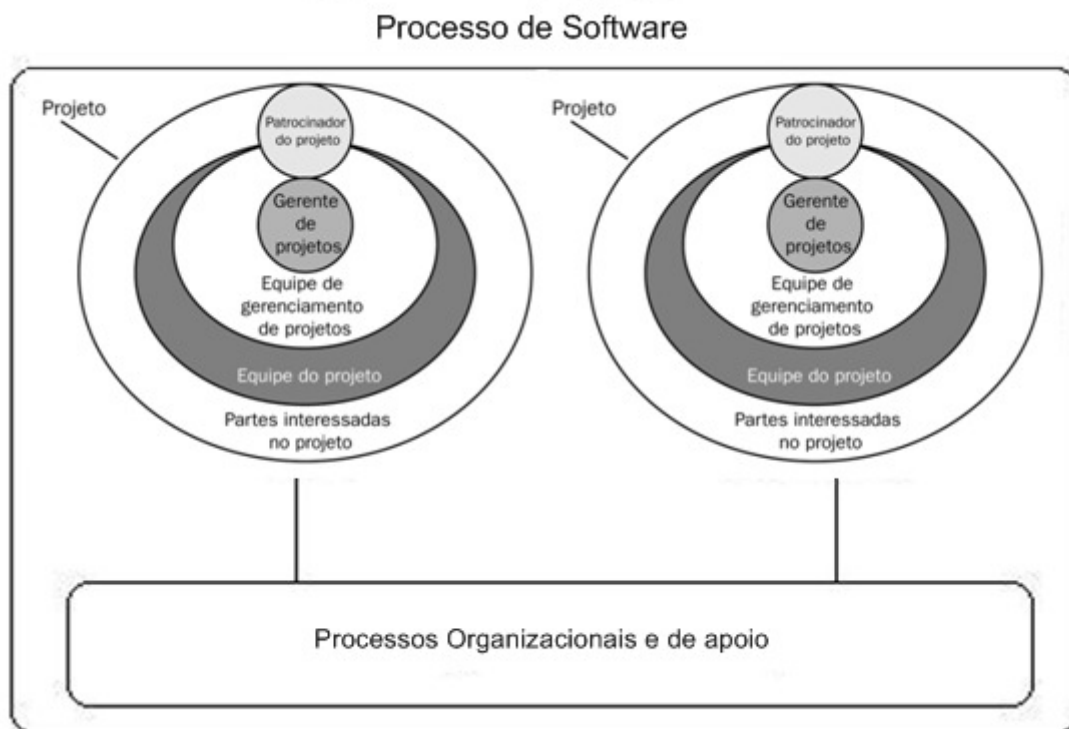 Processo de Software
Projeto
Patrocinador
do projeto
Gerente
de
projetos
Equipe de
gerenciamento
de projetos
Equipe do projeto
Partes interessadas
no projeto
Projeto
Patrocinador
do projeto
Gerente
de
projetos
Equipe de
gerenciamento
de projetos
Equipe do projeto
Partes interessadas
no projeto
Processos Organizacionais e de apoio